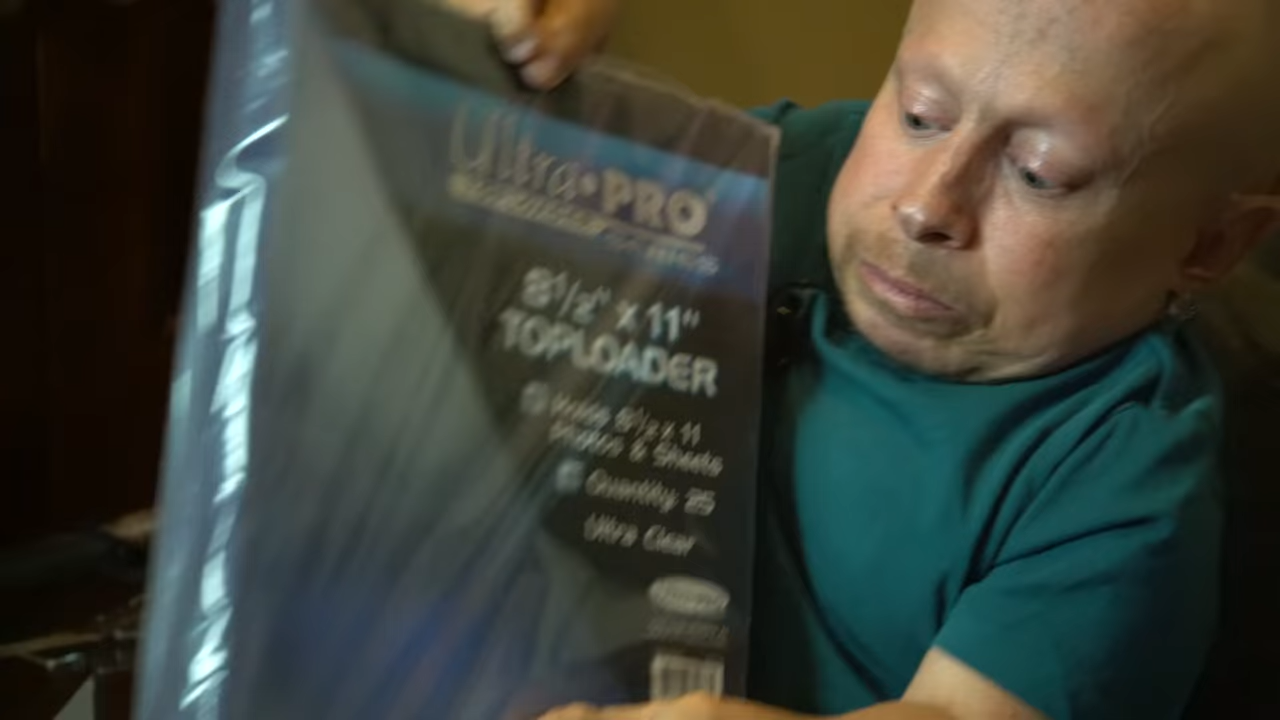 Ultra•PRO
8½" x 11"
TOPLOADER
Holds 8½ x 11
Photos & Sheets
Quantity 25
Ultra Clear